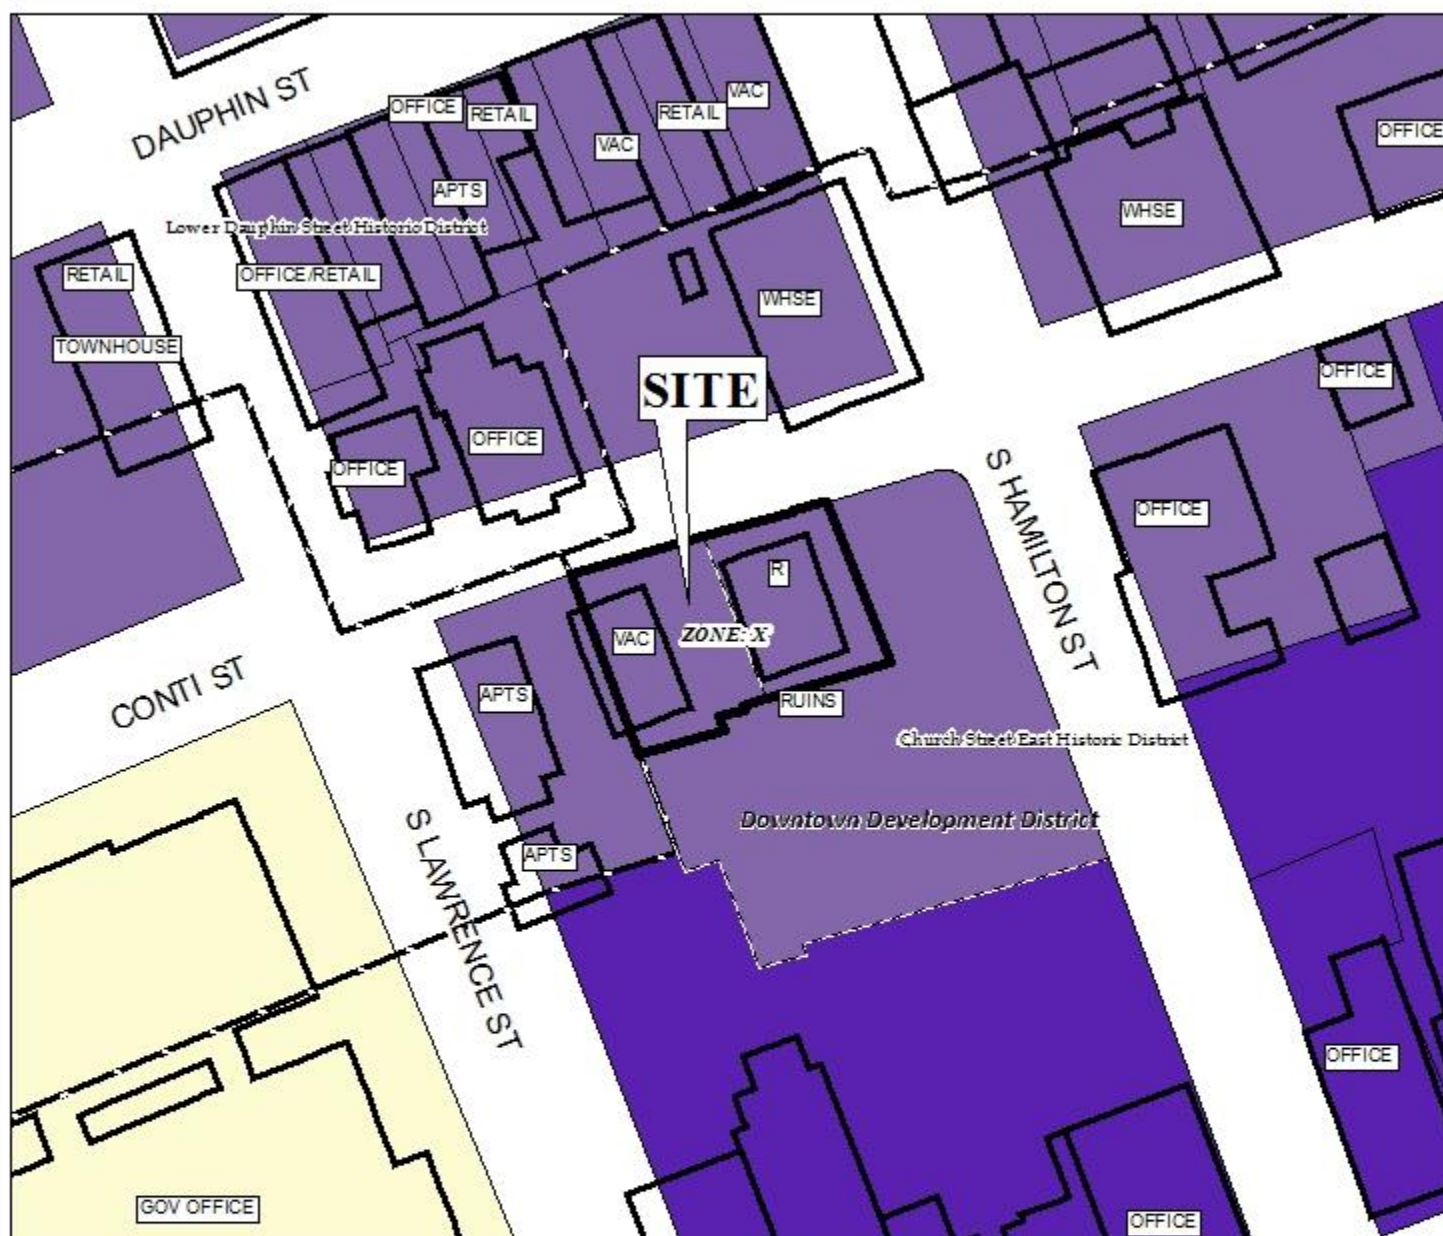 DAUPHIN ST
OFFICE
RETAIL
VAC
RETAIL
VAC
OFFICE
APTS
WHSE
Lower Dauphin Street Historic District
RETAIL
OFFICE/RETAIL
WHSE
TOWNHOUSE
SITE
OFFICE
OFFICE
OFFICE
OFFICE
S HAMILTON ST
R
VAC
ZONE: X
CONTI ST
APTS
RUINS
Church Street East Historic District
Downtown Development District
S LAWRENCE ST
APTS
OFFICE
GOV OFFICE
OFFICE